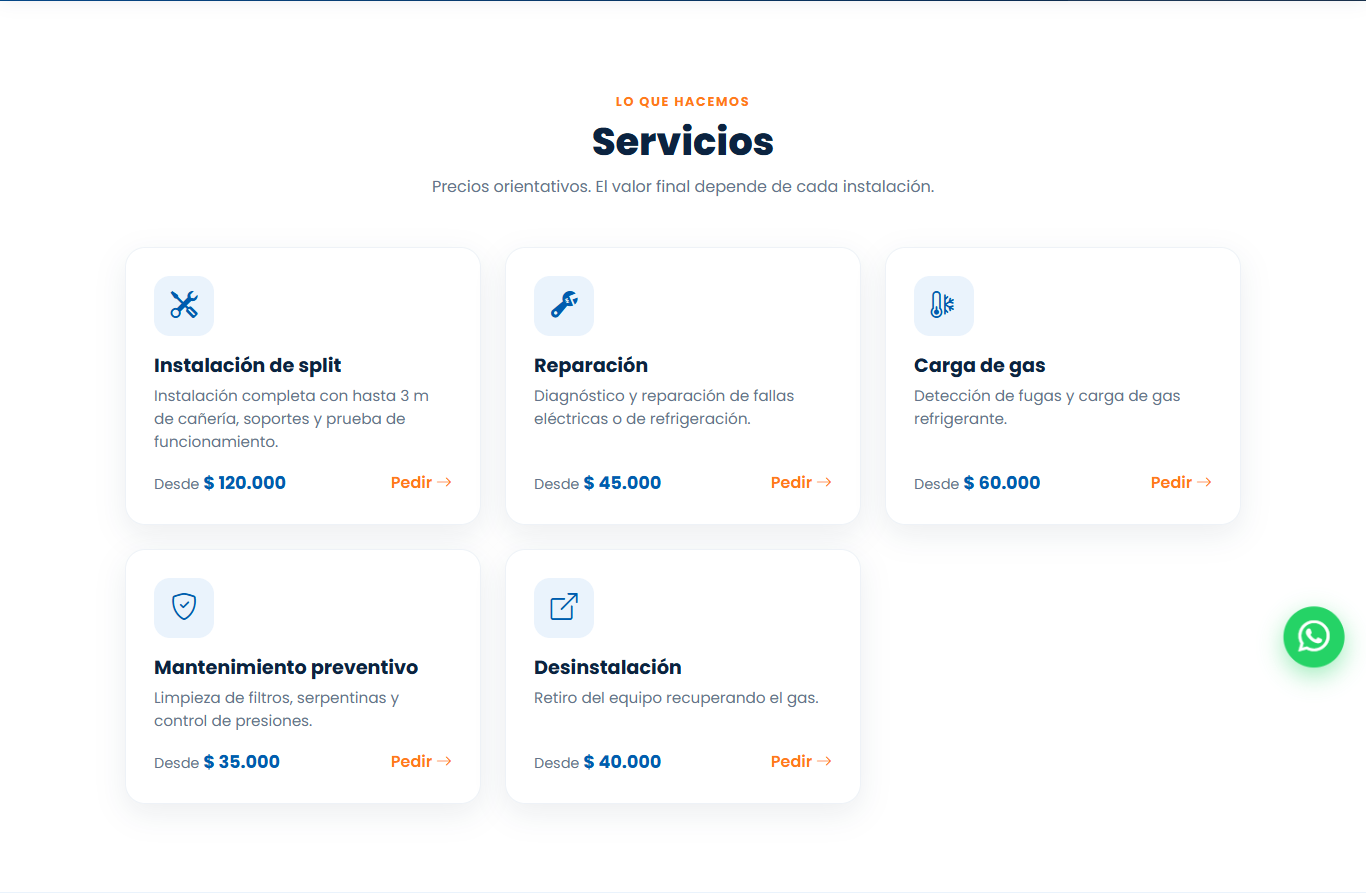 LO QUE HACEMOS
Servicios
Precios orientativos. El valor final depende de cada instalación.
Instalación de split
Instalación completa con hasta 3 m
de cañería, soportes y prueba de
funcionamiento.
Desde $ 120.000
Pedir →
Reparación
Diagnóstico y reparación de fallas
eléctricas o de refrigeración.
Desde $ 45.000
Pedir →
Carga de gas
Detección de fugas y carga de gas
refrigerante.
Desde $ 60.000
Pedir →
Mantenimiento preventivo
Limpieza de filtros, serpentinas y
control de presiones.
Desde $ 35.000
Pedir →
Desinstalación
Retiro del equipo recuperando el gas.
Desde $ 40.000
Pedir →